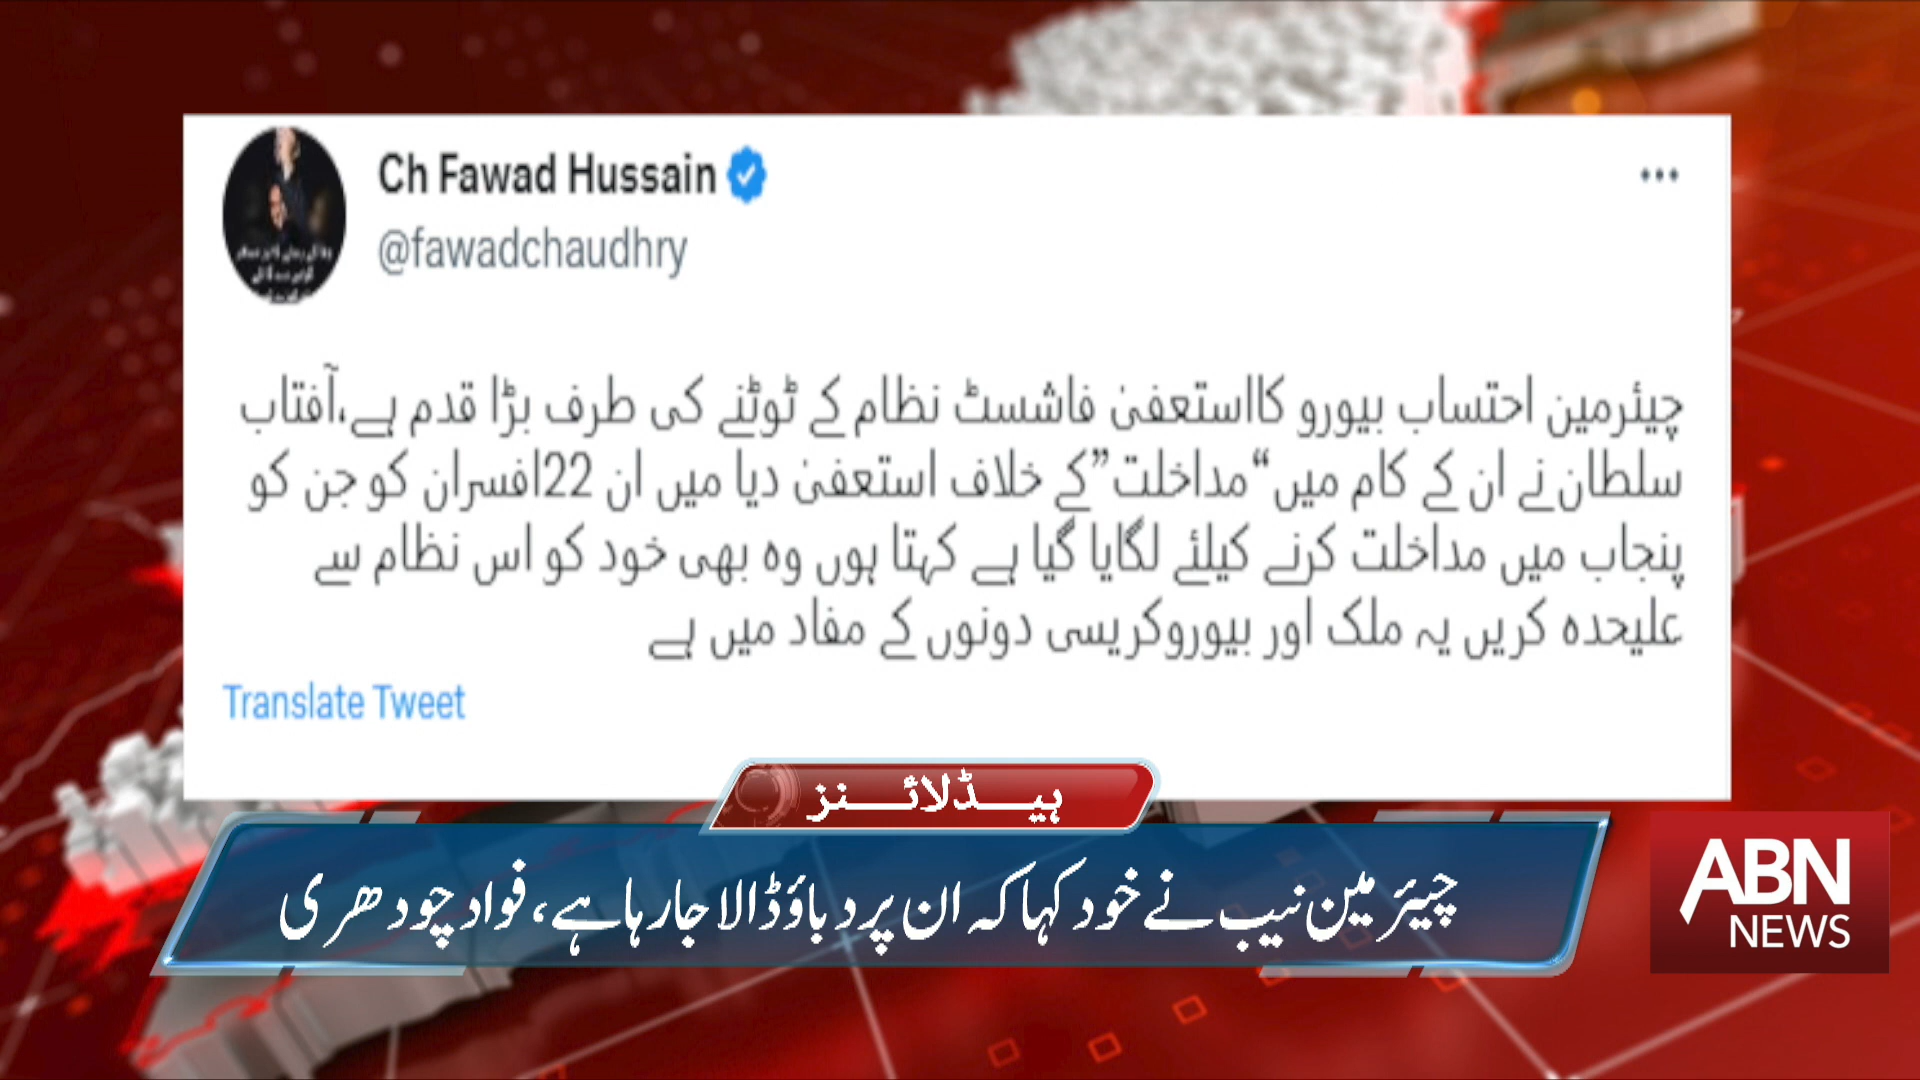 Ch Fawad Hussain
@fawadchaudhry
چیئرمین احتساب بیورو کااستعفیٰ فاشسٹ نظام کے ٹوٹنے کی طرف بڑا قدم ہے،آفتاب
سلطان نے ان کے کام میں“مداخلت”کے خلاف استعفیٰ دیا میں ان 22افسران کو جن کو
پنجاب میں مداخلت کرنے کیلئے لگایا گیا ہے کہتا ہوں وہ بھی خود کو اس نظام سے
علیحدہ کریں یہ ملک اور بیوروکریسی دونوں کے مفاد میں ہے
Translate Tweet
ہیڈلائنز
چیئرمین نیب نے خود کہا کہ ان پر دباؤ ڈالا جا رہا ہے، فواد چودھری
ABN
NEWS